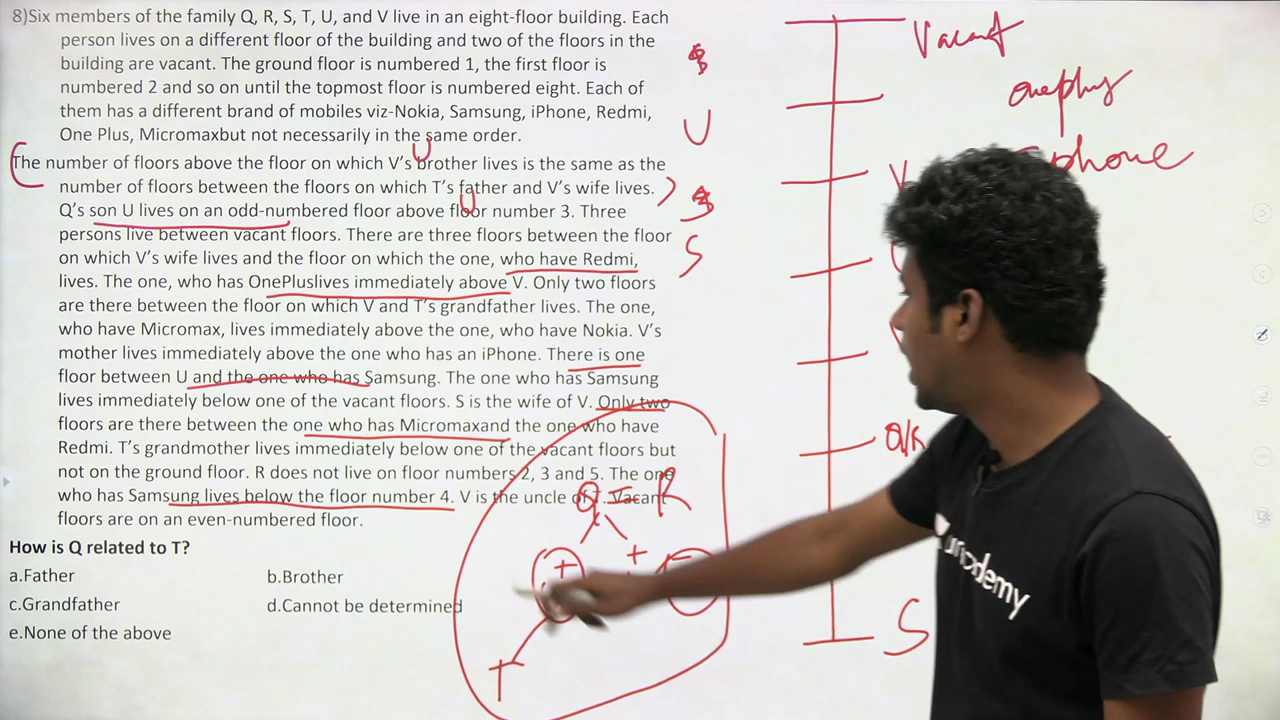 8)Six members of the family Q, R, S, T, U, and V live in an eight-floor building. Each
person lives on a different floor of the building and two of the floors in the
building are vacant. The ground floor is numbered 1, the first floor is
numbered 2 and so on until the topmost floor is numbered eight. Each of
them has a different brand of mobiles viz-Nokia, Samsung, iPhone, Redmi,
One Plus, Micromaxbut not necessarily in the same order.
The number of floors above the floor on which V's brother lives is the same as the
number of floors between the floors on which T's father and V's wife lives.
Q's son U lives on an odd-numbered floor above floor number 3. Three
persons live between vacant floors. There are three floors between the floor
on which V's wife lives and the floor on which the one, who have Redmi,
lives. The one, who has OnePluslives immediately above V. Only two floors
are there between the floor on which V and T's grandfather lives. The one,
who have Micromax, lives immediately above the one, who have Nokia. V's
mother lives immediately above the one who has an iPhone. There is one
floor between U and the one who has Samsung. The one who has Samsung
lives immediately below one of the vacant floors. S is the wife of V. Only two
floors are there between the one who has Micromaxand the one who have
Redmi. T's grandmother lives immediately below one of the vacant floors but
not on the ground floor. R does not live on floor numbers 2, 3 and 5. The one
who has Samsung lives below the floor number 4. V is the uncle of T. Vacant
floors are on an even-numbered floor.
How is Q related to T?
a.Father
b.Brother
c.Grandfather
d.Cannot be determined
e.None of the above
U
U
U
S
Q = R
+
+
T
Vacant
oneplus
phone
V
Q/R
S
unacademy